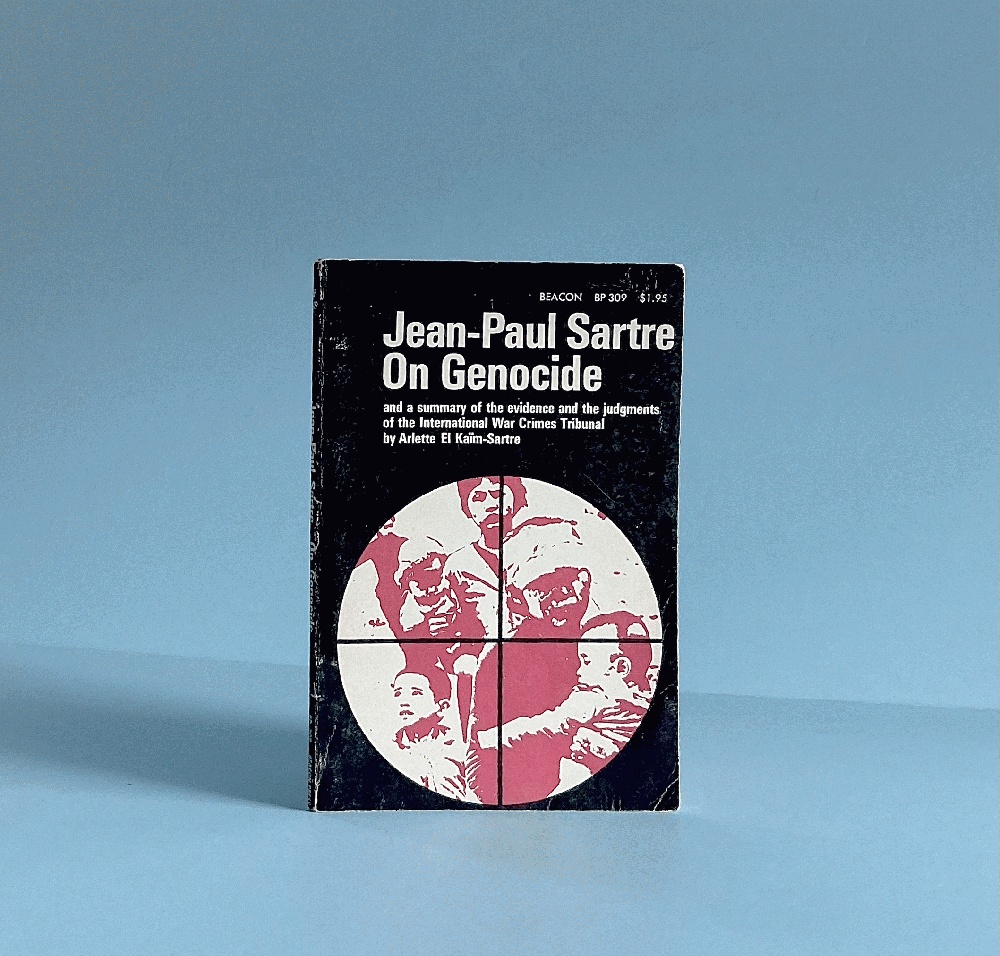 BEACON BP 309 $1.95
Jean-Paul Sartre
On Genocide
and a summary of the evidence and the judgments
of the International War Crimes Tribunal
by Arlette El Kaïm-Sartre